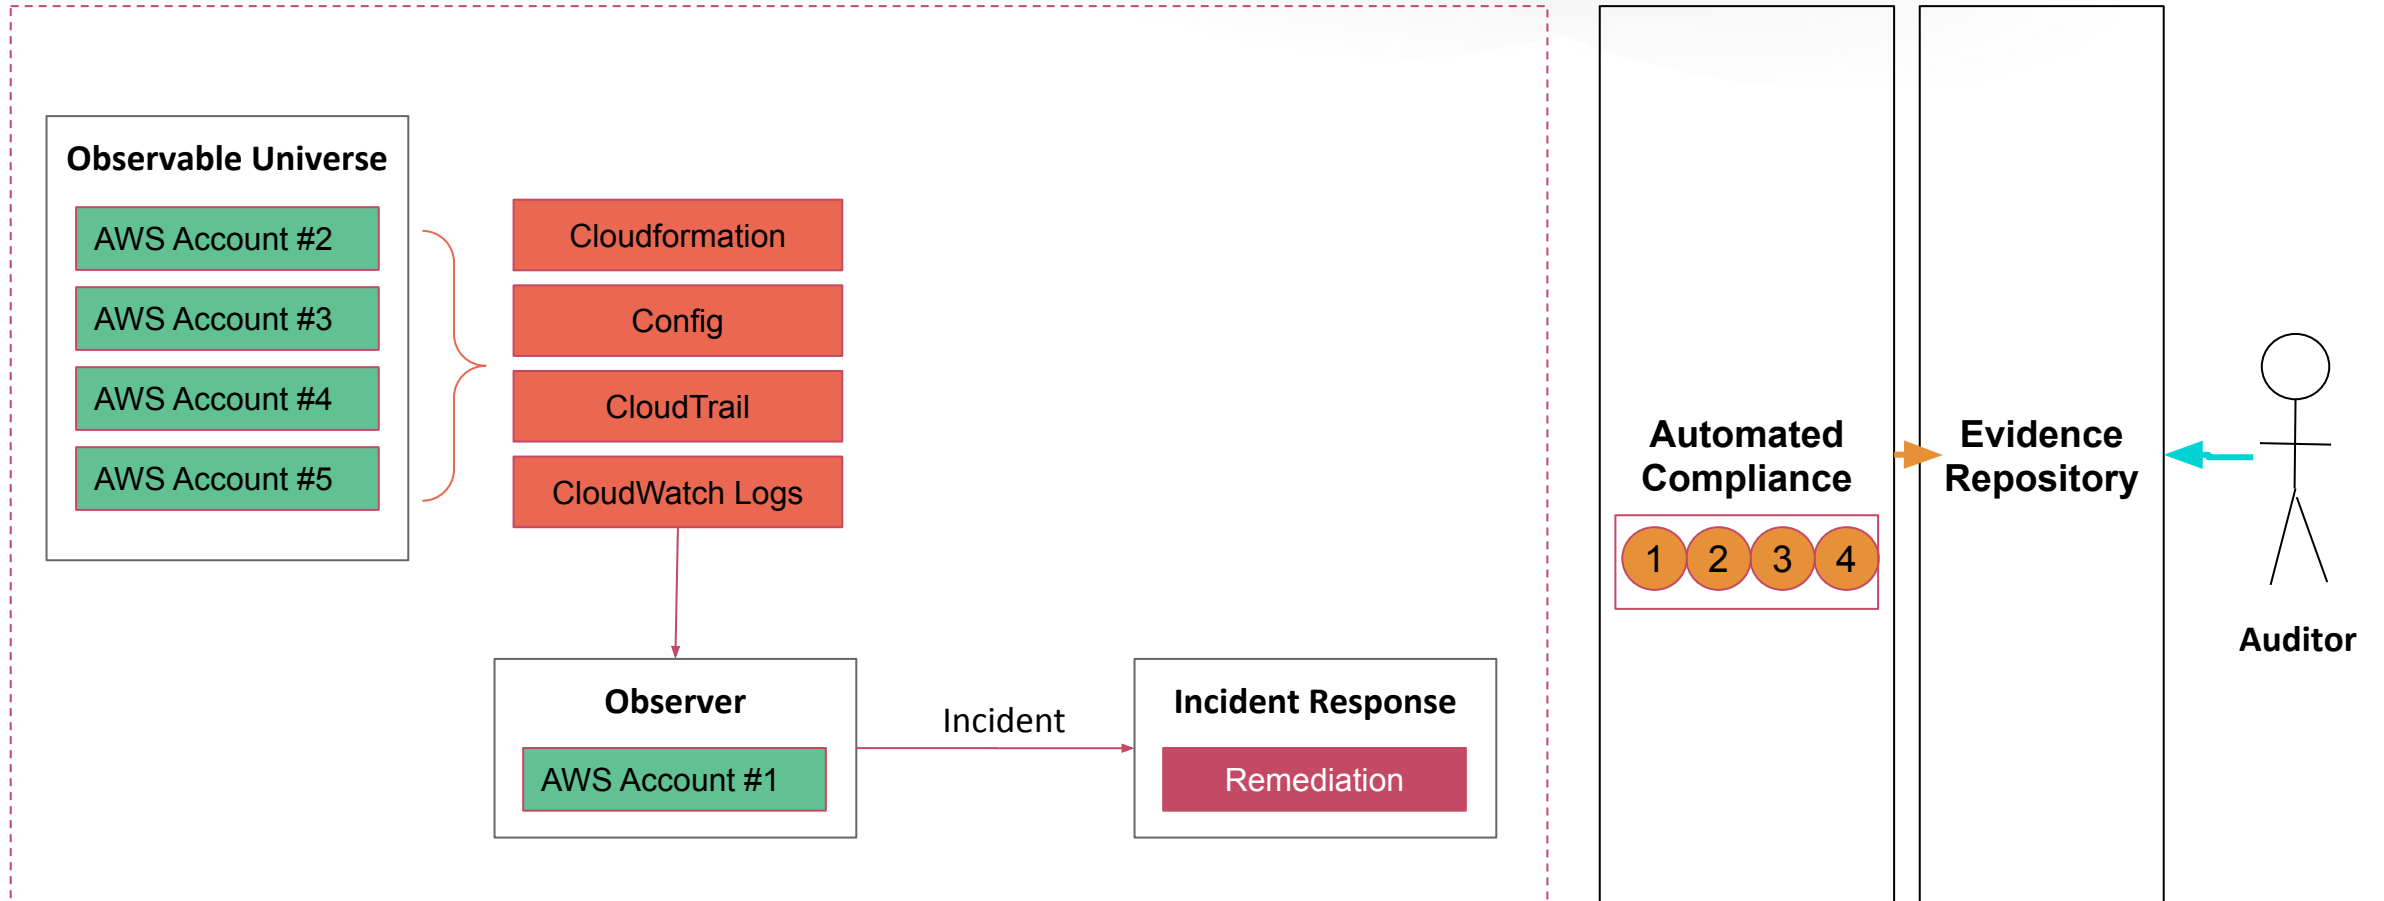 Observable Universe
AWS Account #2
AWS Account #3
AWS Account #4
AWS Account #5
Cloudformation
Config
CloudTrail
CloudWatch Logs
Observer
AWS Account #1
Incident
Incident Response
Remediation
Automated
Compliance
1 2 3 4
Evidence
Repository
Auditor